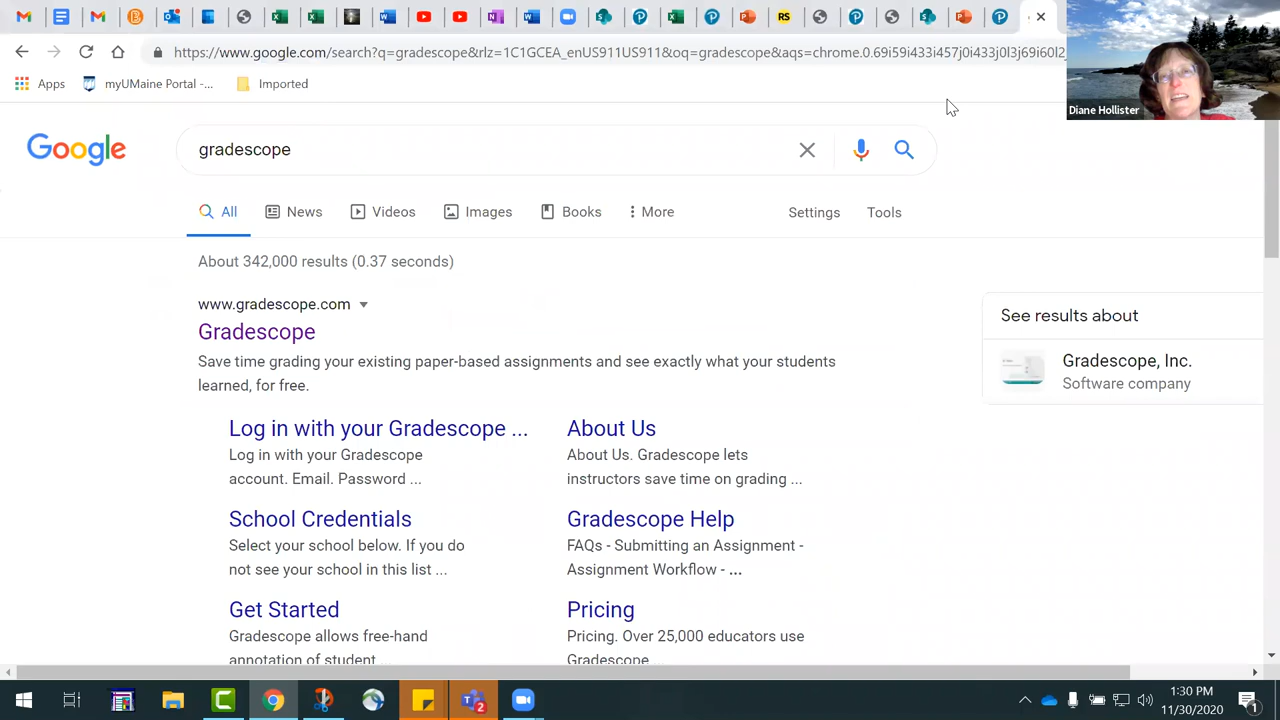 https://www.google.com/search?q=gradescope&rlz=1C1GCEA_enUS911US911&oq=gradescope&aqs=chrome.0.69i59i433i457j0i433j0l3j69i60l2
Apps
myUMaine Portal -...
Imported
Diane Hollister
Google
gradescope
All
News
Videos
Images
Books
More
Settings
Tools
About 342,000 results (0.37 seconds)
www.gradescope.com
Gradescope
Save time grading your existing paper-based assignments and see exactly what your students
learned, for free.
Log in with your Gradescope ...
Log in with your Gradescope
account. Email. Password ...
About Us
About Us. Gradescope lets
instructors save time on grading ...
School Credentials
Select your school below. If you do
not see your school in this list ...
Gradescope Help
FAQs - Submitting an Assignment -
Assignment Workflow - ...
Get Started
Gradescope allows free-hand
annotation of student ...
Pricing
Pricing. Over 25,000 educators use
Gradescope ...
See results about
Gradescope, Inc.
Software company
1:30 PM
11/30/2020